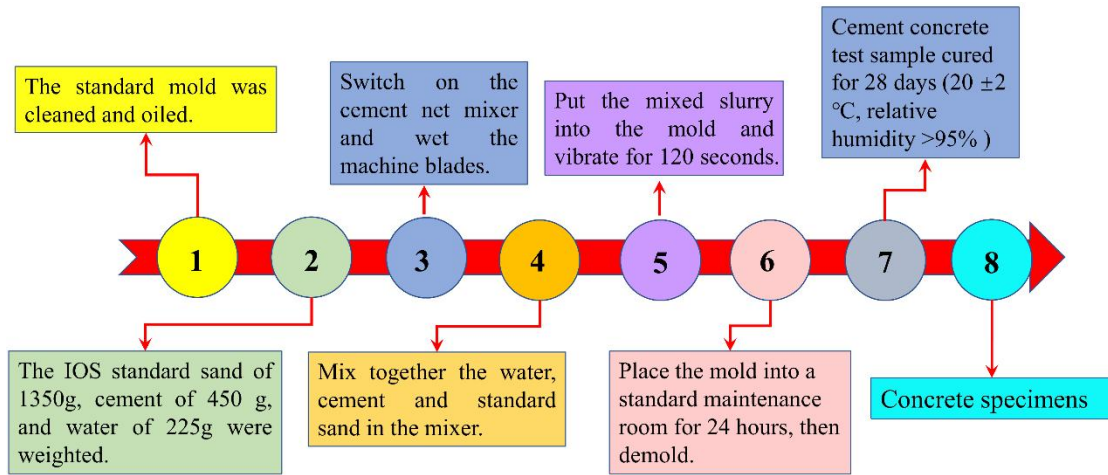 The standard mold was
cleaned and oiled.
Switch on the
cement net mixer
and wet the
machine blades.
Put the mixed slurry
into the mold and
vibrate for 120 seconds.
Cement concrete
test sample cured
for 28 days (20 ±2
℃, relative
humidity >95% )
1
2
3
4
5
6
7
8
The IOS standard sand of
1350g, cement of 450 g,
and water of 225g were
weighted.
Mix together the water,
cement and standard
sand in the mixer.
Place the mold into a
standard maintenance
room for 24 hours, then
demold.
Concrete specimens